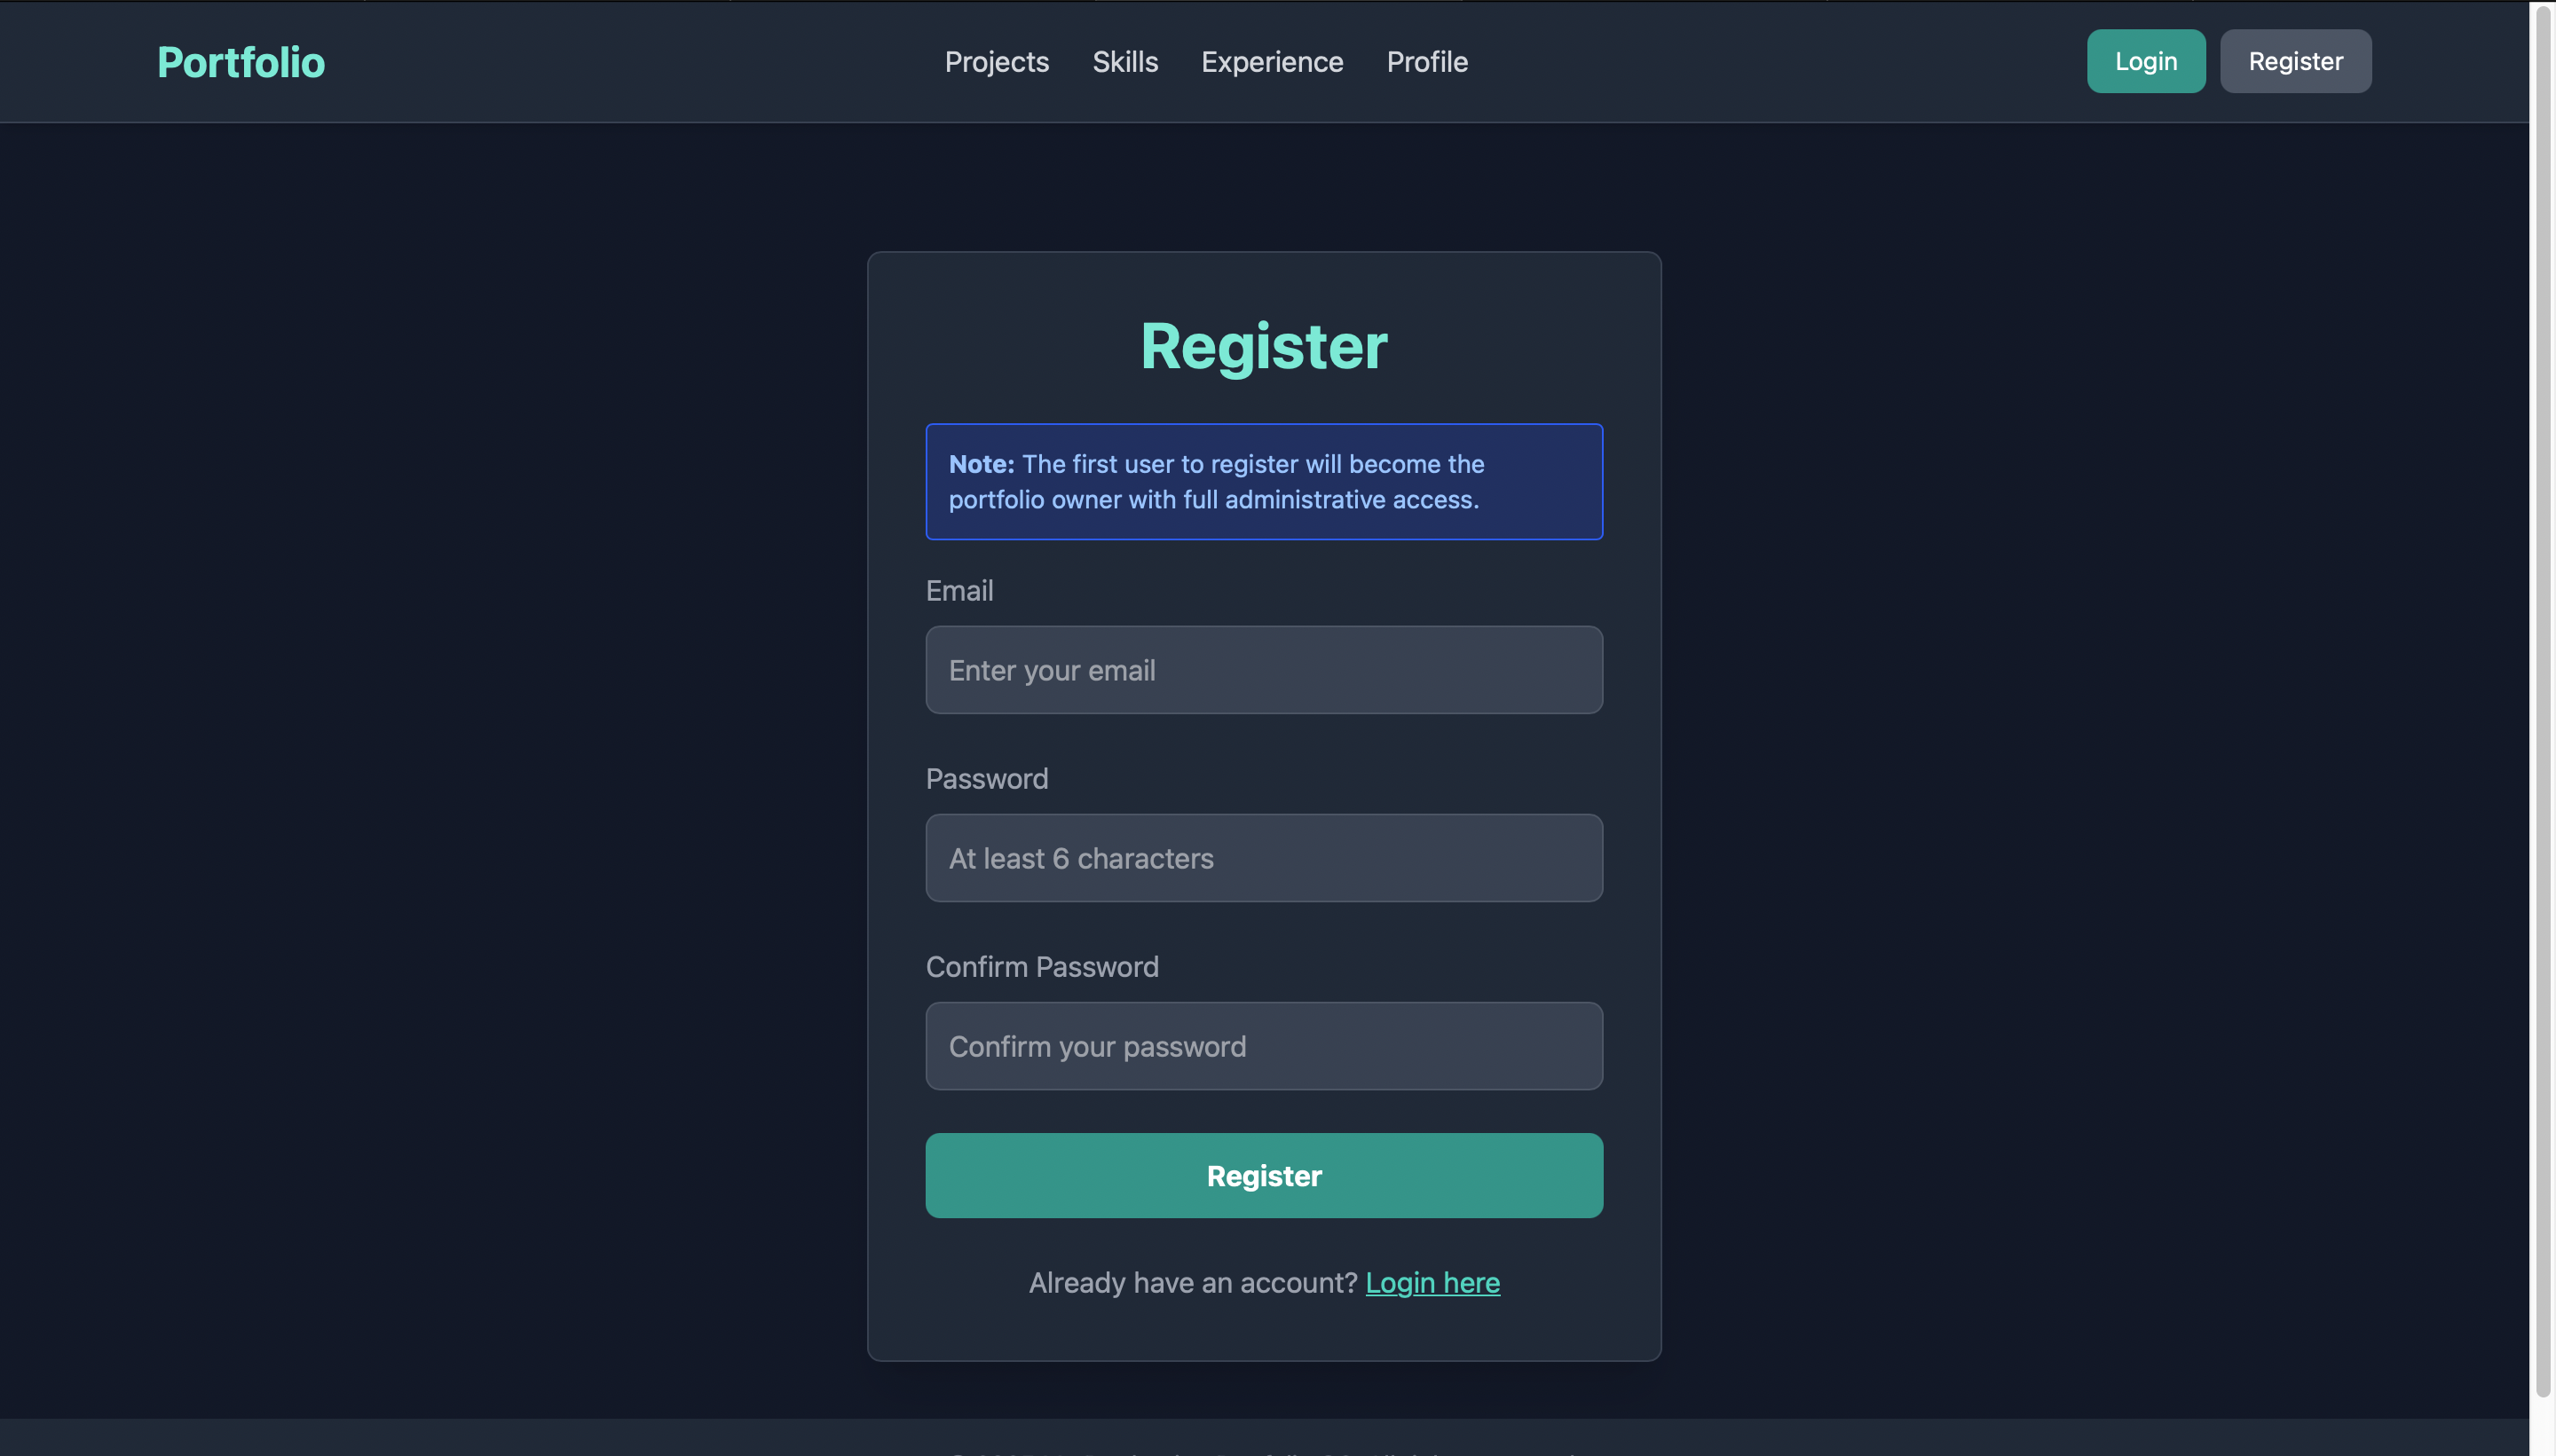 Portfolio
Projects Skills Experience Profile
Login Register
Register
Note: The first user to register will become the
portfolio owner with full administrative access.
Email
Enter your email
Password
At least 6 characters
Confirm Password
Confirm your password
Register
Already have an account? Login here